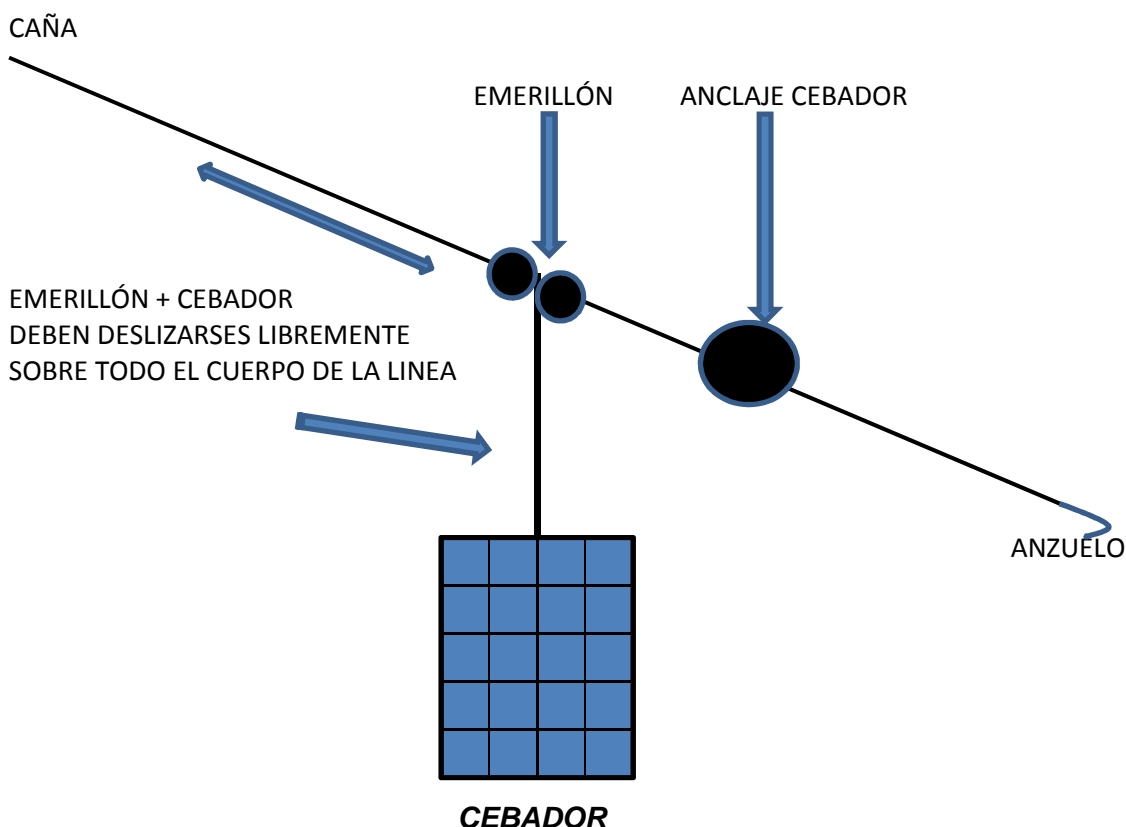 CAÑA
EMERILLÓN
ANCLAJE CEBADOR
EMERILLÓN + CEBADOR
DEBEN DESLIZARSES LIBREMENTE
SOBRE TODO EL CUERPO DE LA LINEA
ANZUELO
CEBADOR